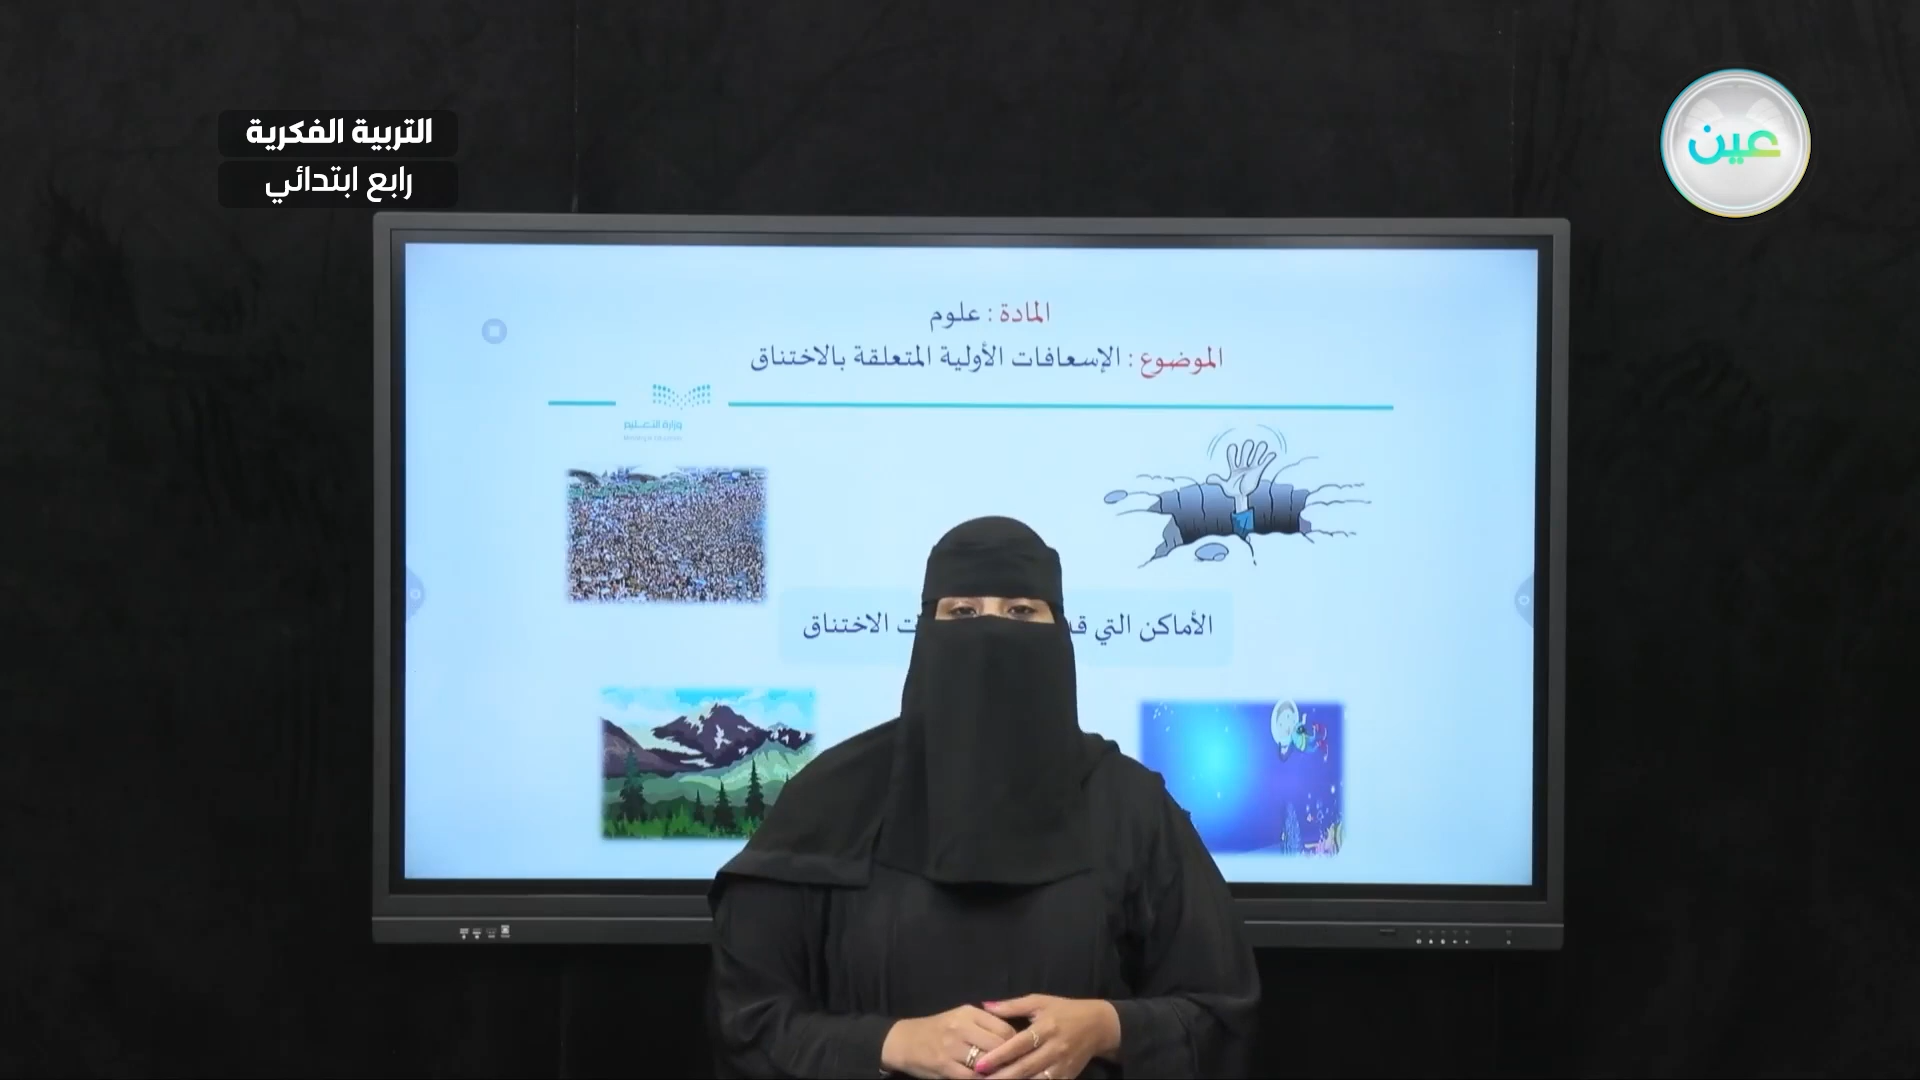 التربية الفكرية
رابع ابتدائي
عين
المادة : علوم
الموضوع : الإسعافات الأولية المتعلقة بالاختناق
وزارة التعليم
الأماكن التي الاختناق